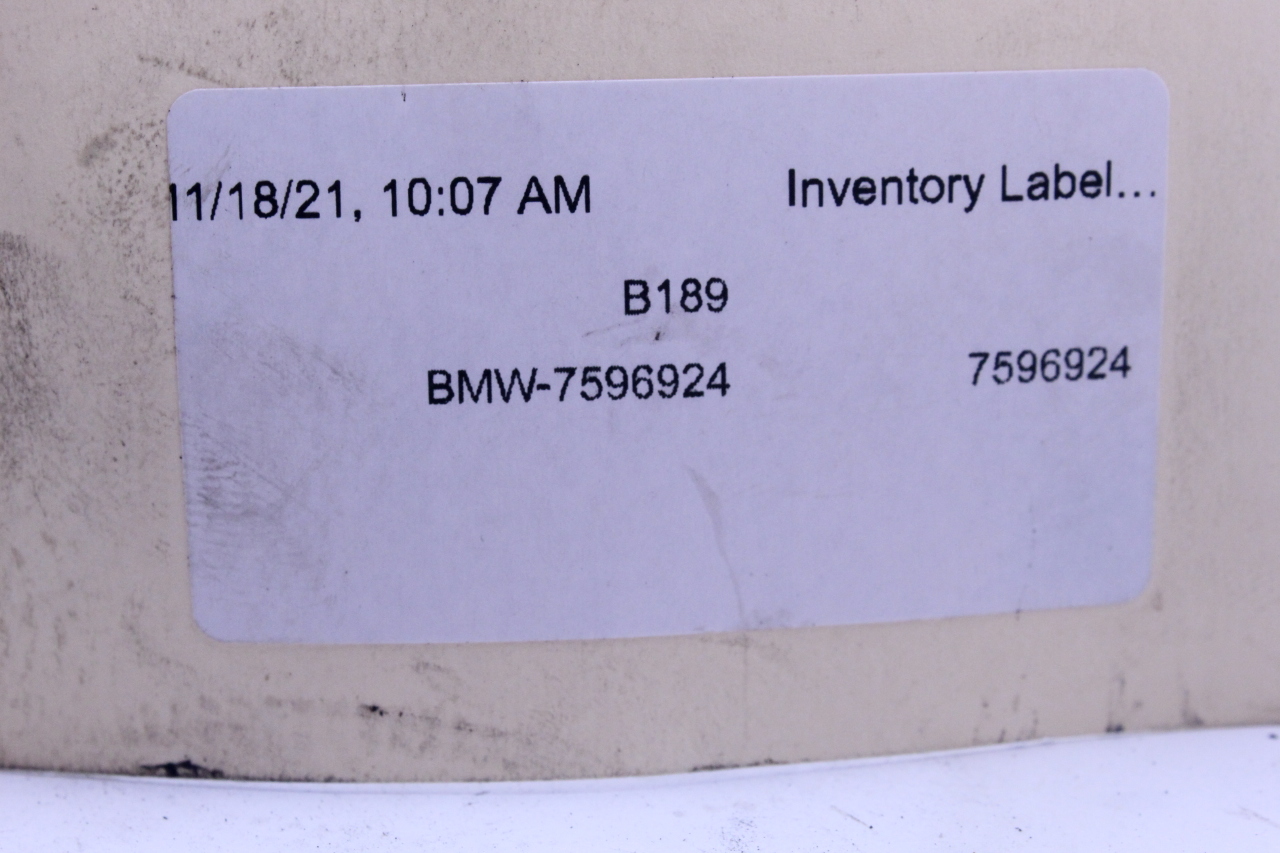 11/18/21, 10:07 AM Inventory Label...
B189
BMW-7596924 7596924